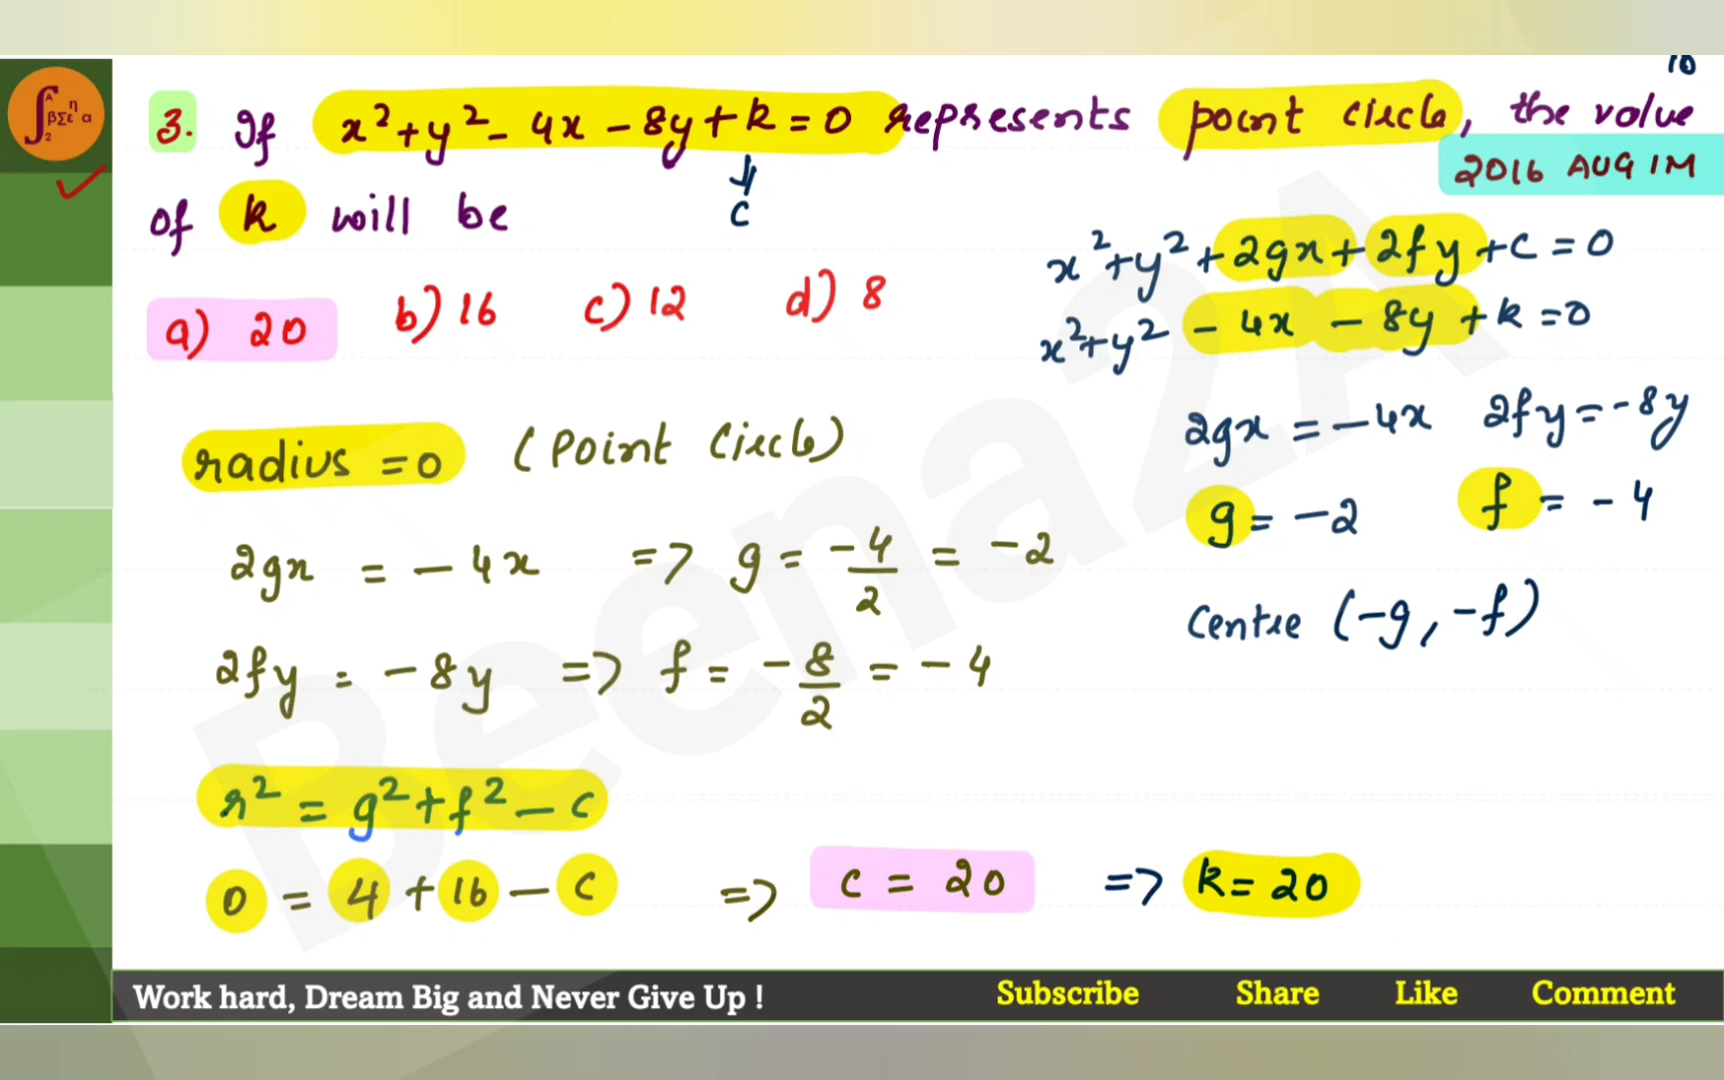 10
3. If x²+y²-4x-8y+k=0 represents point circle, the value
2016 AUG 1M
of k will be
c
a) 20 b) 16 c) 12 d) 8
x²+y²+2gx+2fy+c=0
x²+y²-4x-8y+k=0
2gx = -4x 2fy = -8y
g = -2 f = -4
Centre (-g, -f)
radius = 0 (Point Circle)
2gx = -4x => g = -4/2 = -2
2fy = -8y => f = -8/2 = -4
r² = g²+f²-c
0 = 4+16-c => c = 20 => k = 20
Beena2A
Work hard, Dream Big and Never Give Up ! Subscribe Share Like Comment